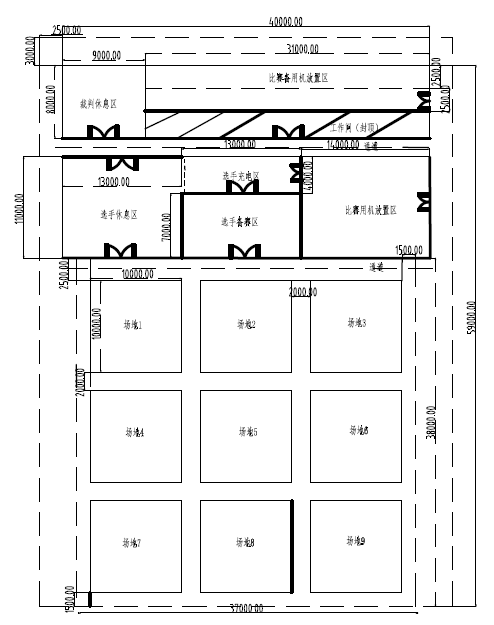 40000.00
2500.00
31000.00
3000.00
9000.00
比赛备用机放置区
2500.00
2500.00
8000.00
裁判休息区
工作间(封顶)
13000.00
14000.00
通道
选手充电区
4000.00
13000.00
11000.00
选手休息区
7000.00
选手备赛区
比赛用机放置区
1500.00
通道
2500.00
10000.00
2000.00
59000.00
10000.00
场地1
场地2
场地3
2000.00
38000.00
场地4
场地5
场地6
场地7
场地8
场地9
1500.00
37000.00